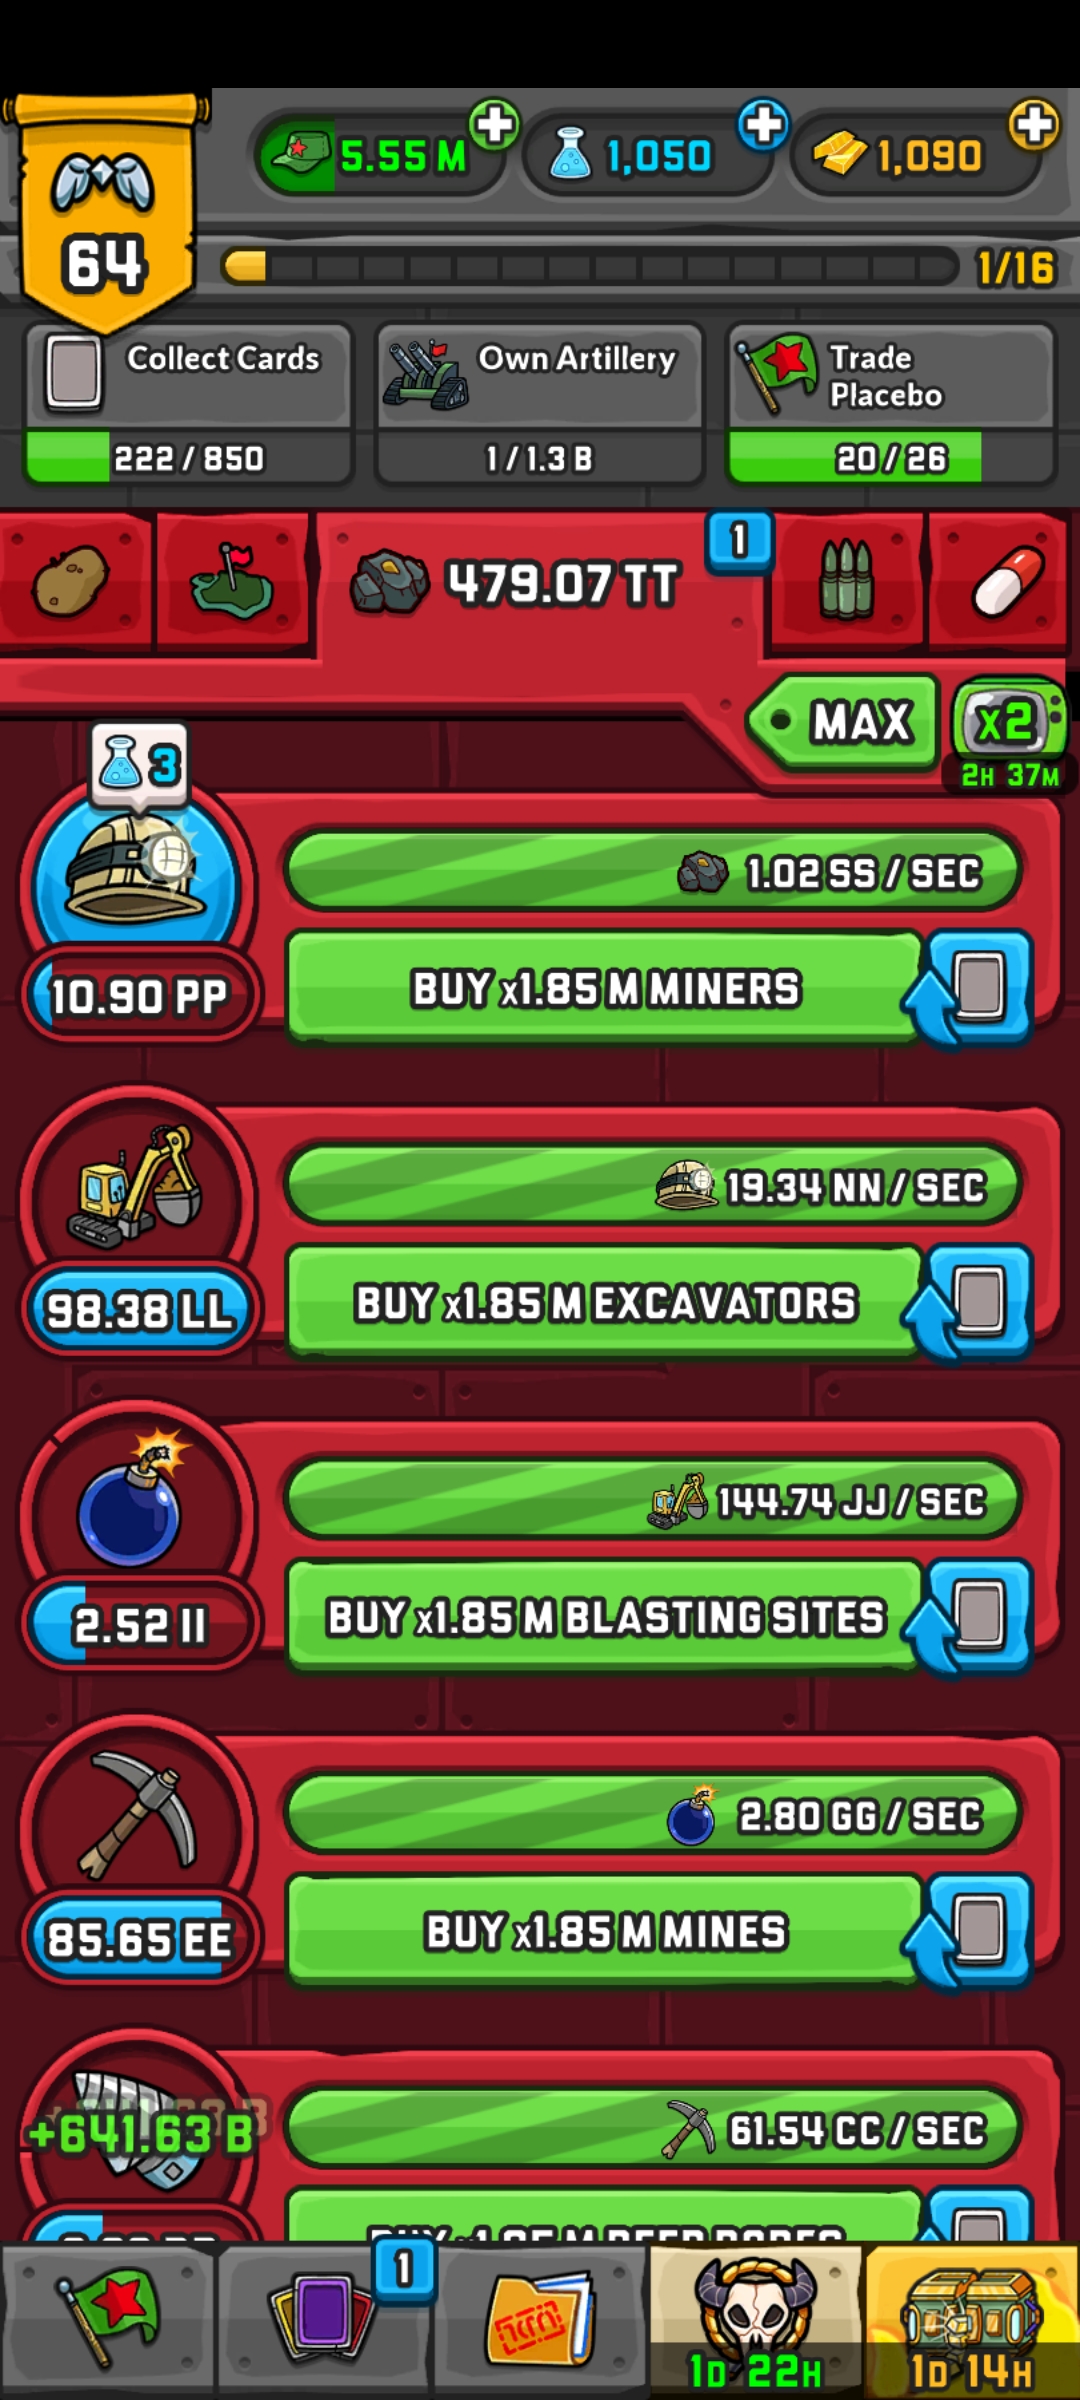 64
5.55 M
1,050
1,090
1/16
Collect Cards
222 / 850
Own Artillery
1 / 1.3 B
Trade
Placebo
20 / 26
479.07 TT
1
MAX
x2
2H 37M
3
1.02 SS / SEC
10.90 PP
BUY x1.85 M MINERS
19.34 NN / SEC
98.38 LL
BUY x1.85 M EXCAVATORS
144.74 JJ / SEC
2.52 II
BUY x1.85 M BLASTING SITES
2.80 GG / SEC
85.65 EE
BUY x1.85 M MINES
61.54 CC / SEC
+641.63 B
1
1D 22H
1D 14H